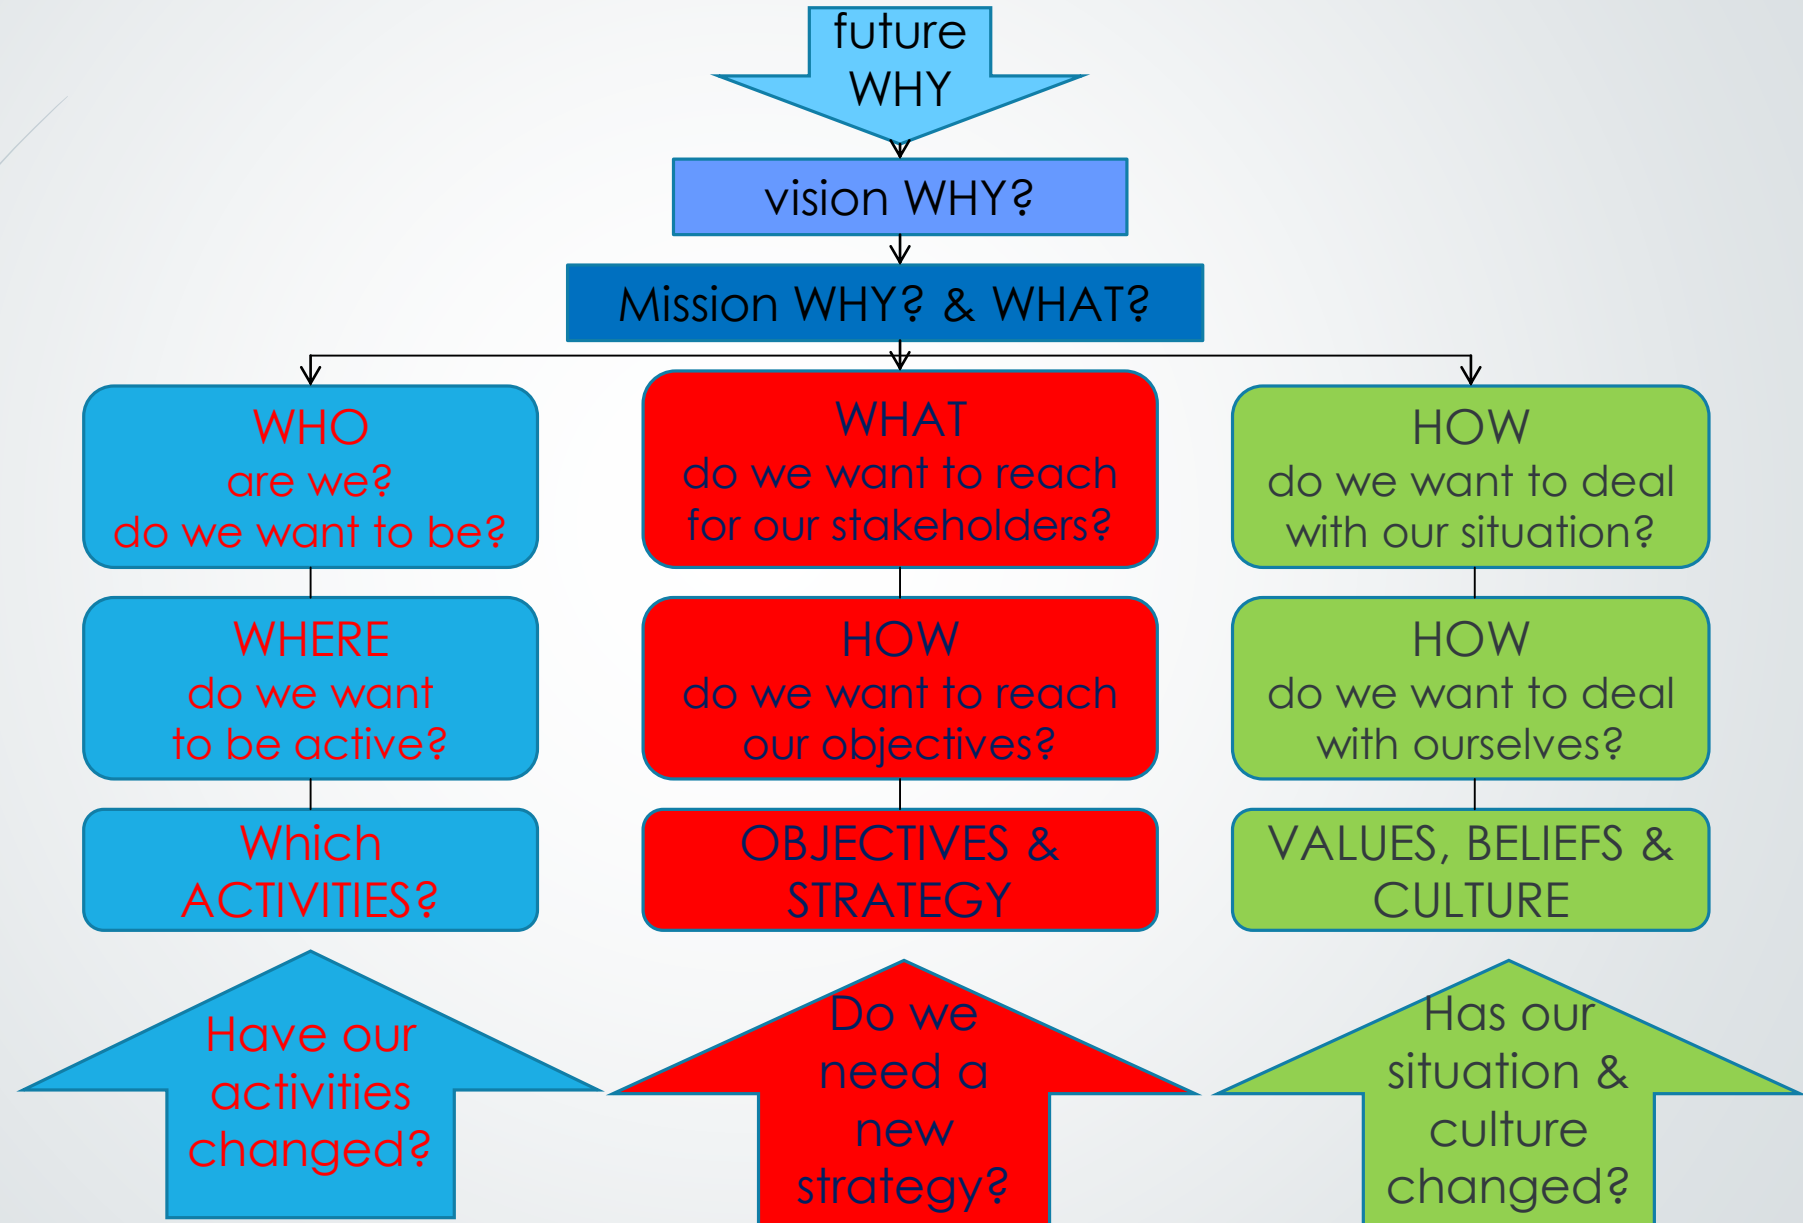 future
WHY
vision WHY?
Mission WHY? & WHAT?
WHO
are we?
do we want to be?
WHAT
do we want to reach
for our stakeholders?
HOW
do we want to deal
with our situation?
WHERE
do we want
to be active?
HOW
do we want to reach
our objectives?
HOW
do we want to deal
with ourselves?
Which
ACTIVITIES?
OBJECTIVES &
STRATEGY
VALUES, BELIEFS &
CULTURE
Have our
activities
changed?
Do we
need a
new
strategy?
Has our
situation &
culture
changed?